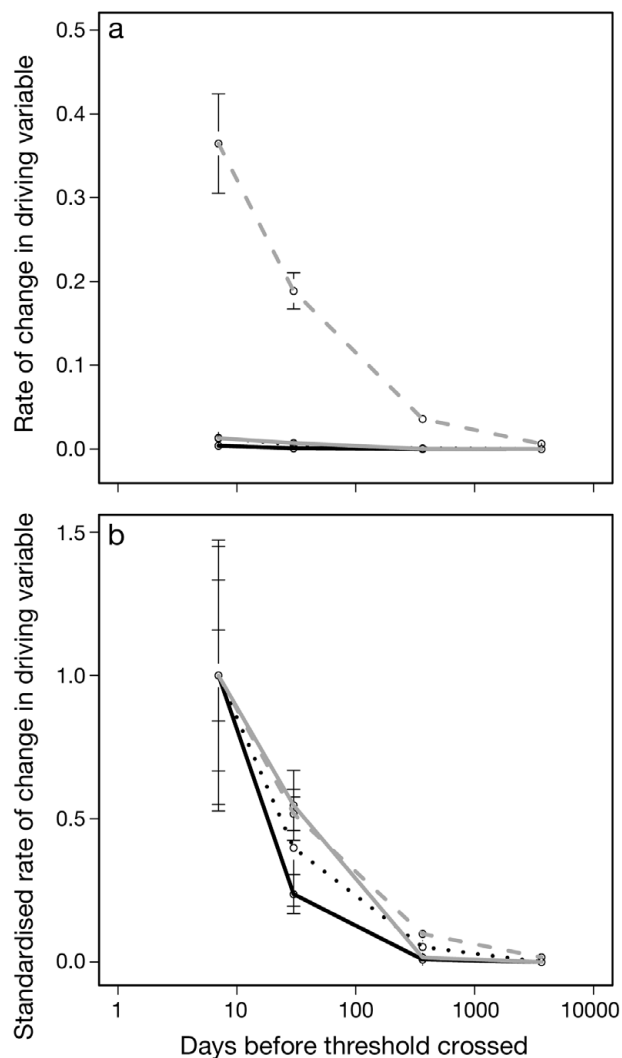 a
Rate of change in driving variable
0.5
0.4
0.3
0.2
0.1
0.0
b
Standardised rate of change in driving variable
1.5
1.0
0.5
0.0
1 10 100 1000 10000
Days before threshold crossed